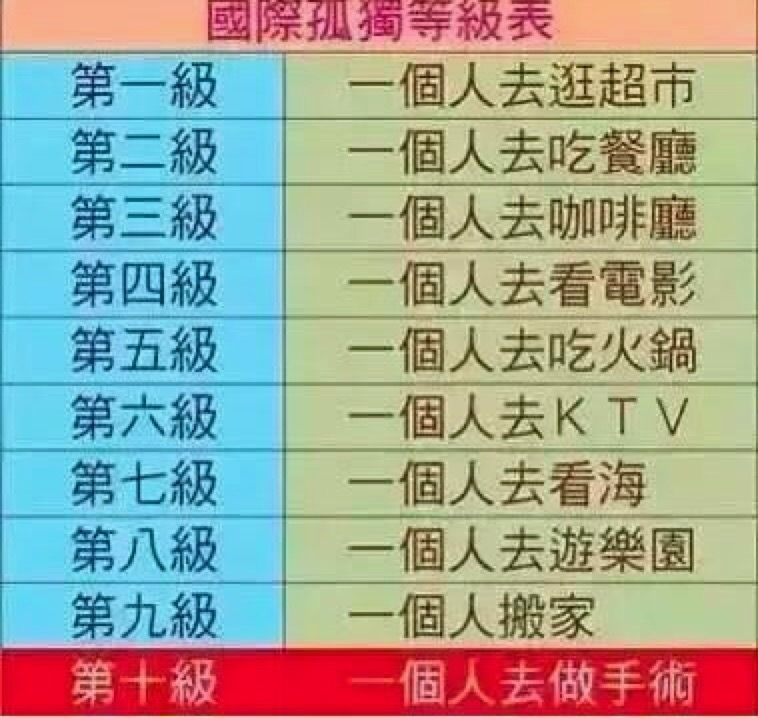 國際孤獨等級表
第一級 一個人去逛超市
第二級 一個人去吃餐廳
第三級 一個人去咖啡廳
第四級 一個人去看電影
第五級 一個人去吃火鍋
第六級 一個人去ＫＴＶ
第七級 一個人去看海
第八級 一個人去遊樂園
第九級 一個人搬家
第十級 一個人去做手術